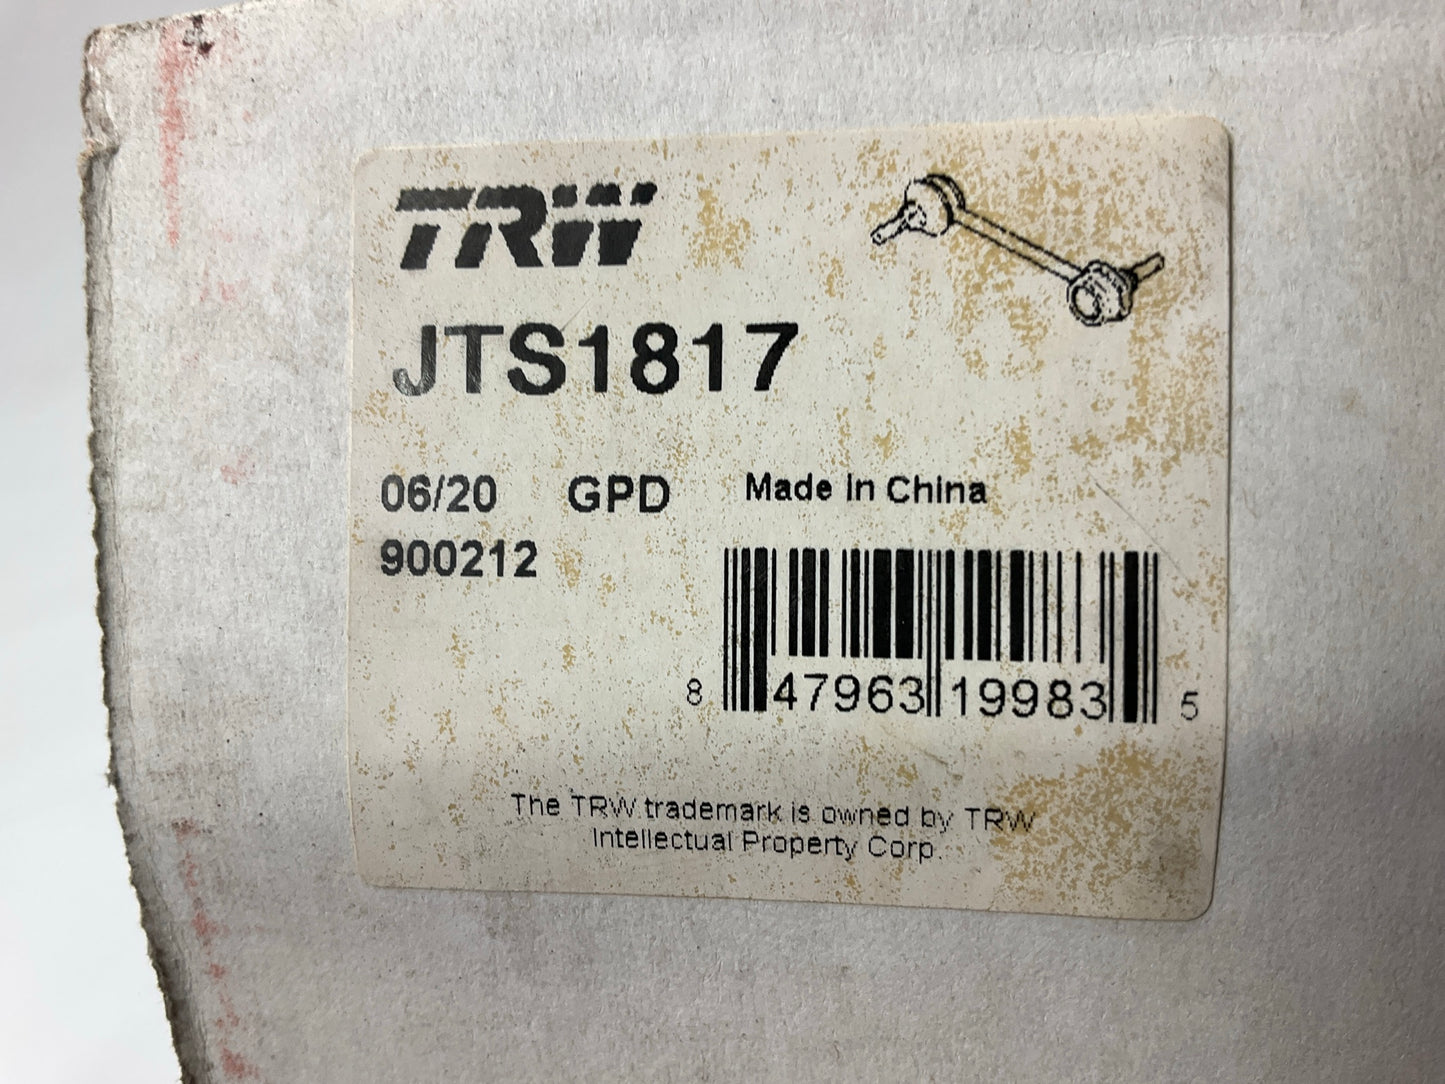 TRW
JTS1817
06/20 GPD Made in China
900212
8 47963 19983 5
The TRW trademark is owned by TRW
Intellectual Property Corp.